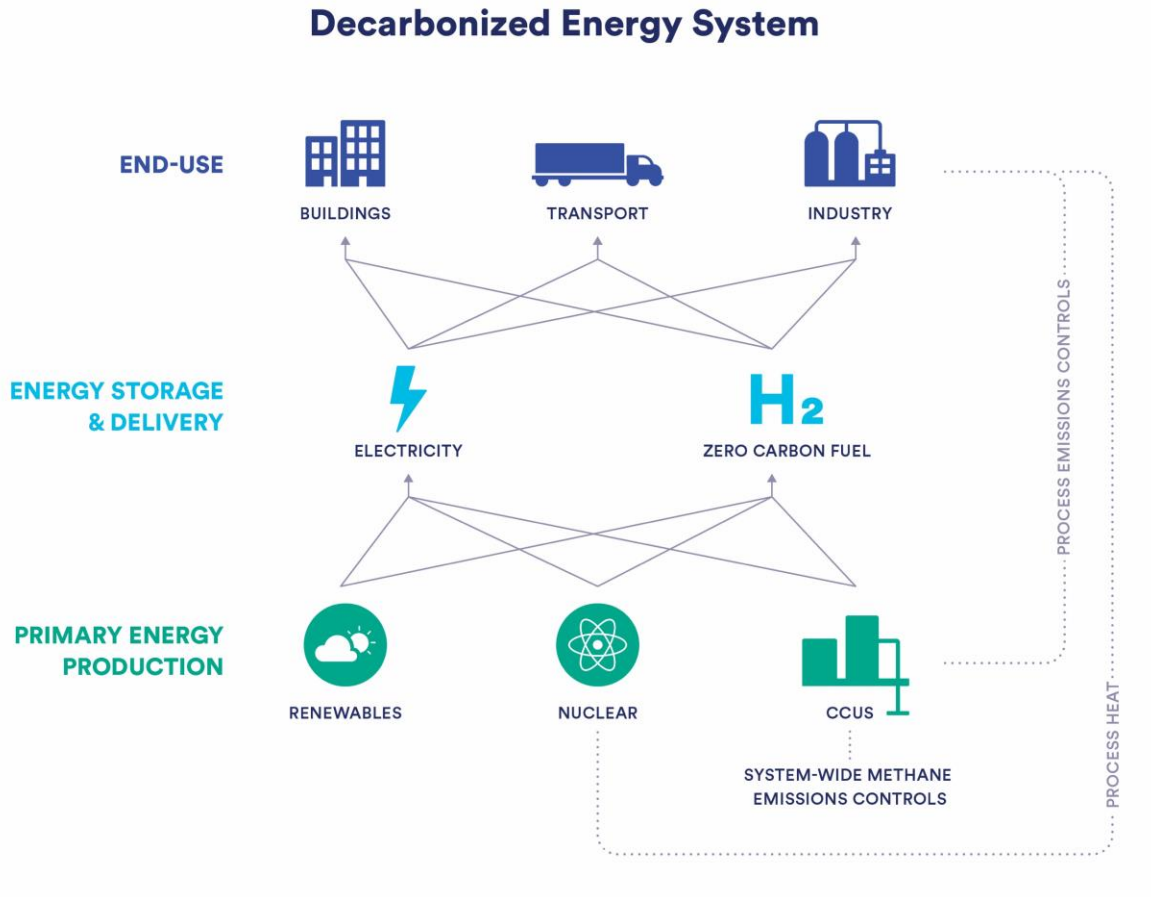 Decarbonized Energy System
END-USE
BUILDINGS
TRANSPORT
INDUSTRY
ENERGY STORAGE
& DELIVERY
H2
ELECTRICITY
ZERO CARBON FUEL
PROCESS EMISSIONS CONTROLS
PRIMARY ENERGY
PRODUCTION
RENEWABLES
NUCLEAR
CCUS
SYSTEM-WIDE METHANE
EMISSIONS CONTROLS
PROCESS HEAT